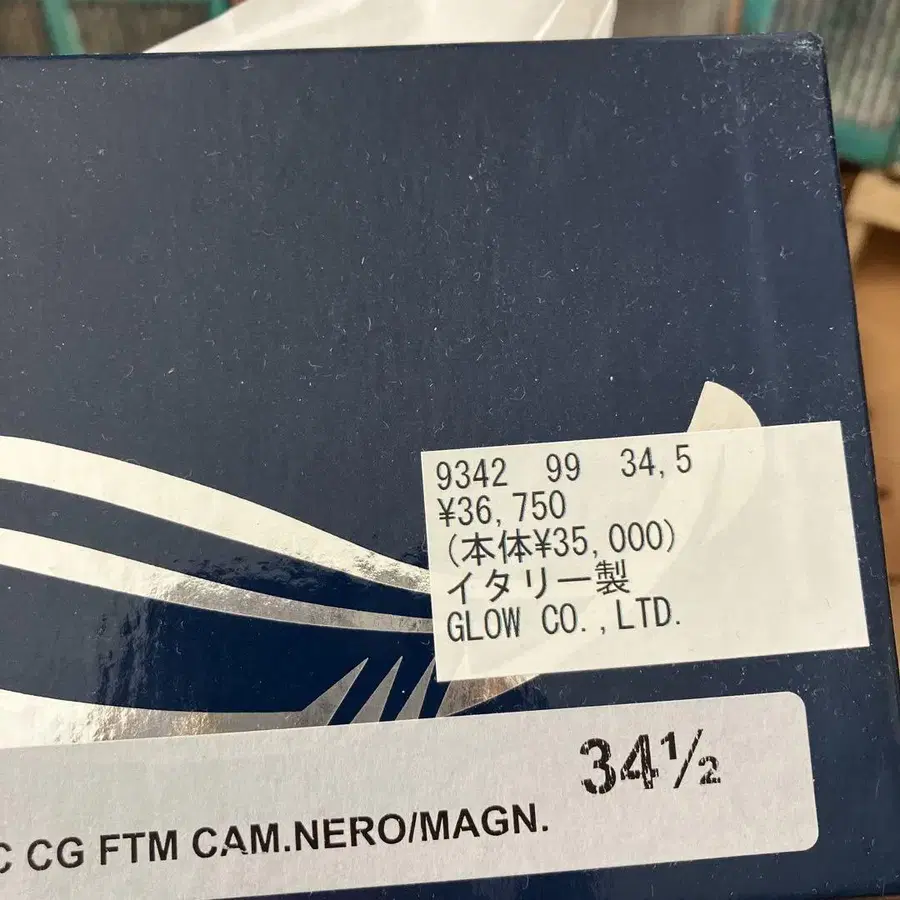 9342 99 34,5
¥36,750
(本体¥35,000)
イタリー製
GLOW CO.,LTD.
34½
C CG FTM CAM.NERO/MAGN.